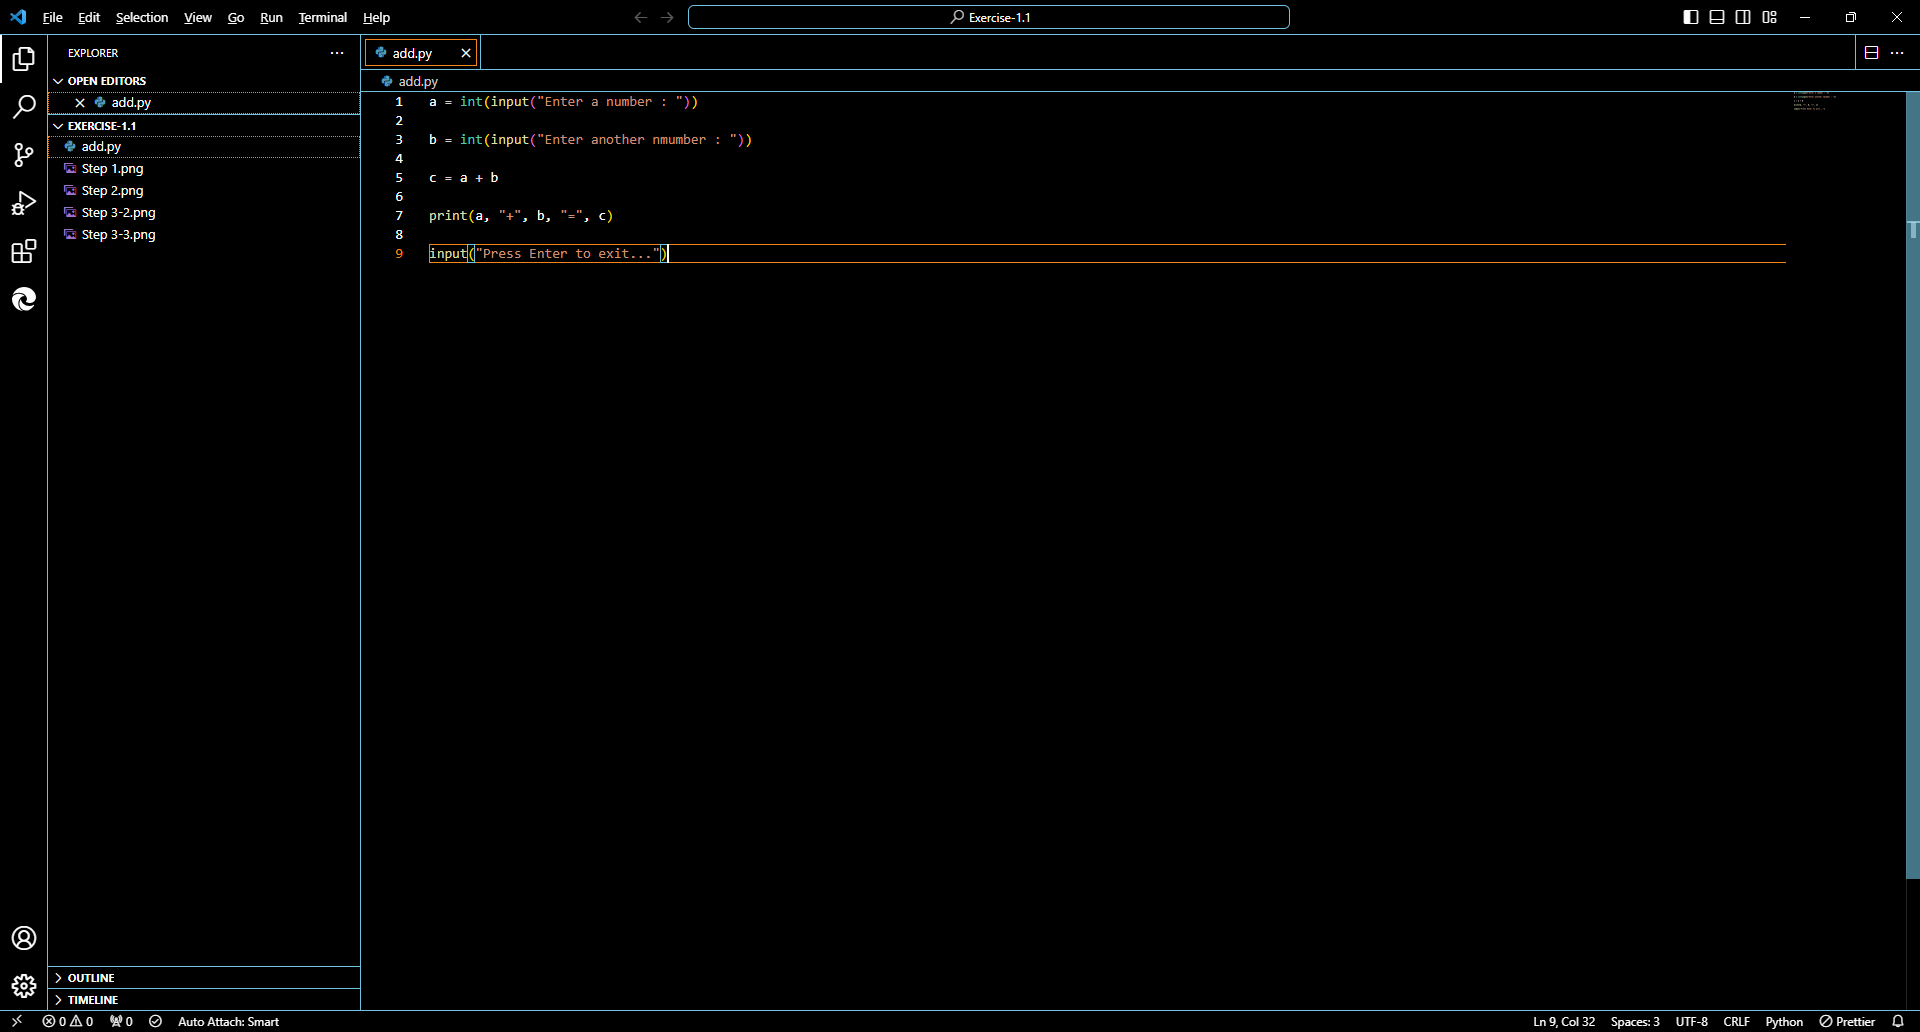 File Edit Selection View Go Run Terminal Help
Exercise-1.1
EXPLORER
OPEN EDITORS
add.py
EXERCISE-1.1
add.py
Step 1.png
Step 2.png
Step 3-2.png
Step 3-3.png
OUTLINE
TIMELINE
add.py
add.py
1 a = int(input("Enter a number : "))
2
3 b = int(input("Enter another nmumber : "))
4
5 c = a + b
6
7 print(a, "+", b, "=", c)
8
9 input("Press Enter to exit...")
0 0 0 Auto Attach: Smart Ln 9, Col 32 Spaces: 3 UTF-8 CRLF Python Prettier